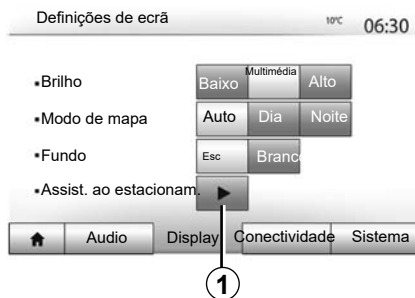 Definições de ecrã 10°C 06:30
▪Brilho Baixo Multimédia Alto
▪Modo de mapa Auto Dia Noite
▪Fundo Esc Branco
▪Assist. ao estacionam.
Audio Display Conectividade Sistema
1